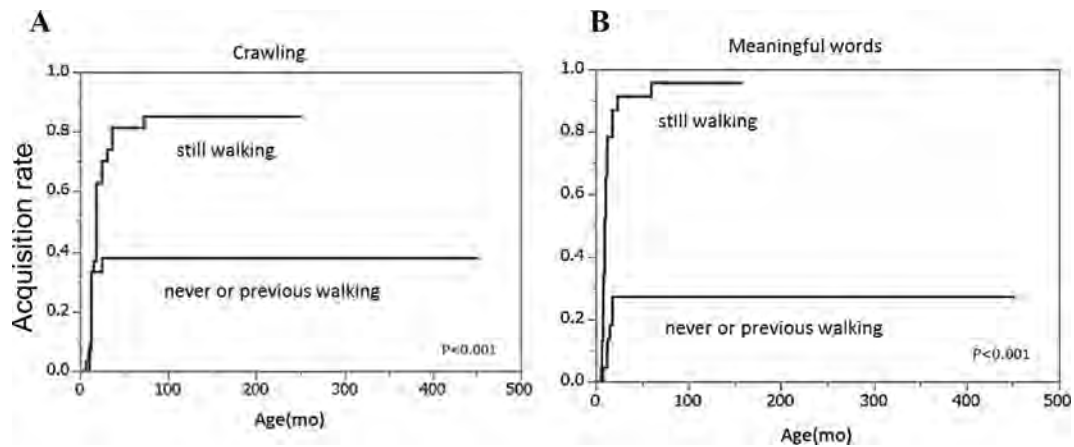 A
Crawling
1.0
0.8
0.6
0.4
0.2
0.0
Acquisition rate
still walking
never or previous walking
P<0.001
0 100 200 300 400 500
Age(mo)
B
Meaningful words
1.0
0.8
0.6
0.4
0.2
0.0
still walking
never or previous walking
P<0.001
0 100 200 300 400 500
Age(mo)